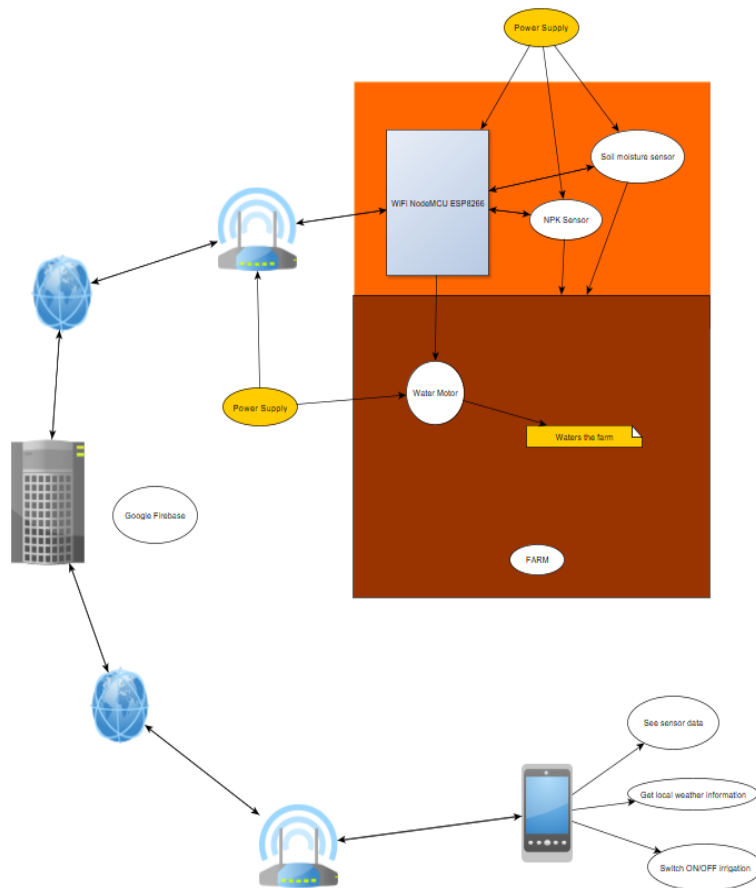 Power Supply
Soil moisture sensor
WiFi NodeMCU ESP8266
NPK Sensor
Water Motor
Power Supply
Waters the farm
Google Firebase
FARM
See sensor data
Get local weather information
Switch ON/OFF irrigation